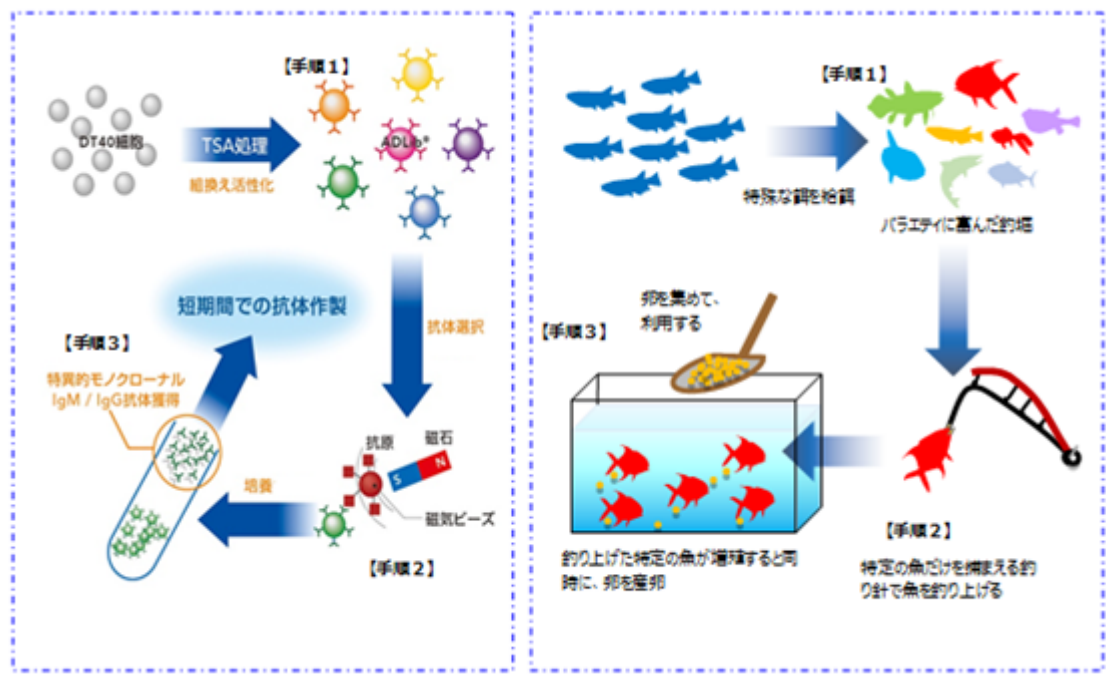 【手順１】
DT40細胞
TSA処理
組換え活性化
ADLib®
短期間での抗体作製
抗体選択
【手順３】
特異的モノクローナル
IgM / IgG抗体獲得
抗原
磁石
S
N
培養
磁気ビーズ
【手順２】
【手順１】
特殊な餌を給餌
バラエティに富んだ釣堀
卵を集めて、
利用する
【手順３】
【手順２】
釣り上げた特定の魚が増殖すると同
時に、卵を産卵
特定の魚だけを捕まえる釣
り針で魚を釣り上げる